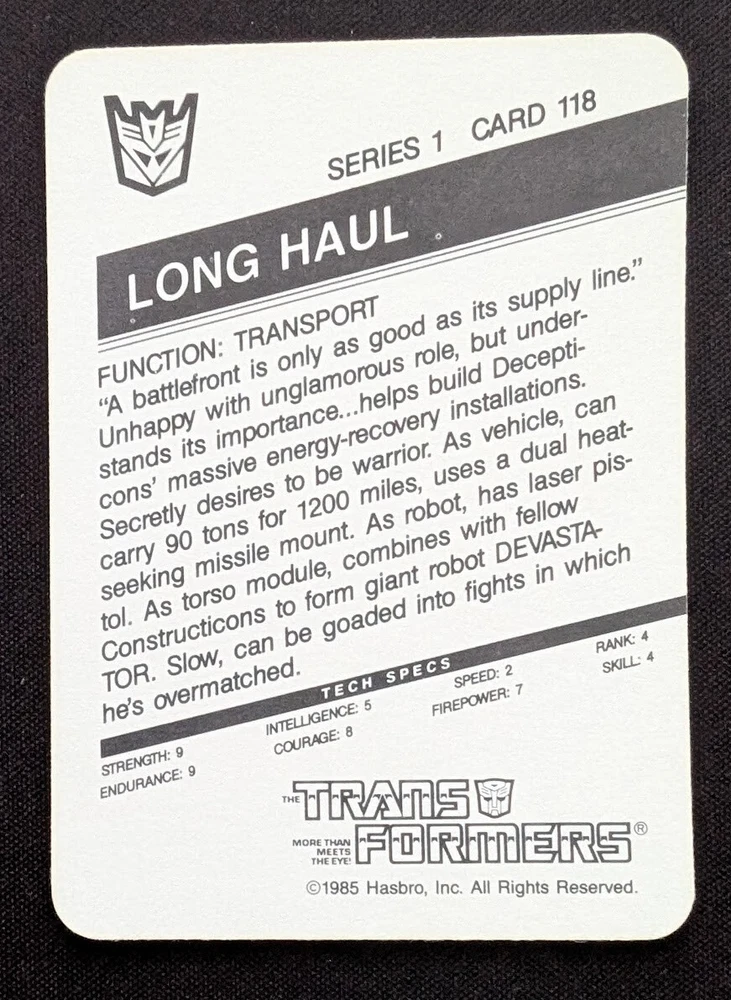 SERIES 1 CARD 118
LONG HAUL
FUNCTION: TRANSPORT
“A battlefront is only as good as its supply line.”
Unhappy with unglamorous role, but under-
stands its importance...helps build Decepti-
cons’ massive energy-recovery installations.
Secretly desires to be warrior. As vehicle, can
carry 90 tons for 1200 miles, uses a dual heat-
seeking missile mount. As robot, has laser pis-
tol. As torso module, combines with fellow
Constructicons to form giant robot DEVASTA-
TOR. Slow, can be goaded into fights in which
he’s overmatched.
TECH SPECS
STRENGTH: 9 INTELLIGENCE: 5 SPEED: 2 RANK: 4
ENDURANCE: 9 COURAGE: 8 FIREPOWER: 7 SKILL: 4
THE TRANS
MORE THAN MEETS THE EYE! FORMERS®
©1985 Hasbro, Inc. All Rights Reserved.